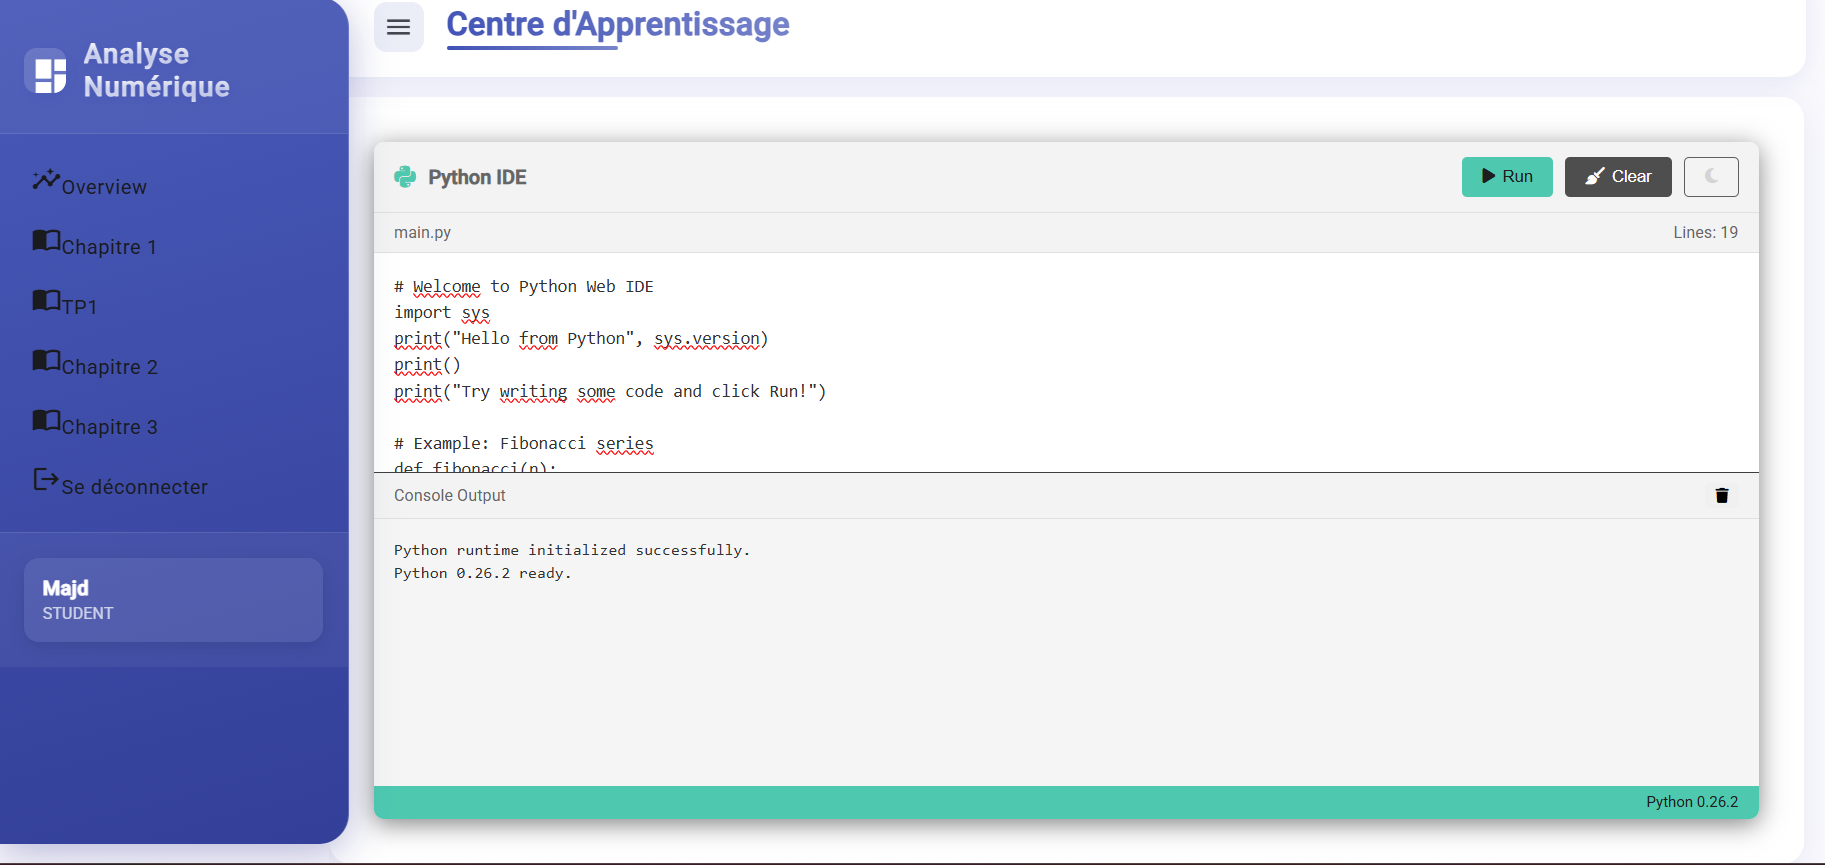 Analyse
Numérique
Overview
Chapitre 1
TP1
Chapitre 2
Chapitre 3
Se déconnecter
Majd
STUDENT
Centre d'Apprentissage
Python IDE
Run
Clear
main.py
Lines: 19
# Welcome to Python Web IDE
import sys
print("Hello from Python", sys.version)
print()
print("Try writing some code and click Run!")
# Example: Fibonacci series
def fibonacci(n):
Console Output
Python runtime initialized successfully.
Python 0.26.2 ready.
Python 0.26.2